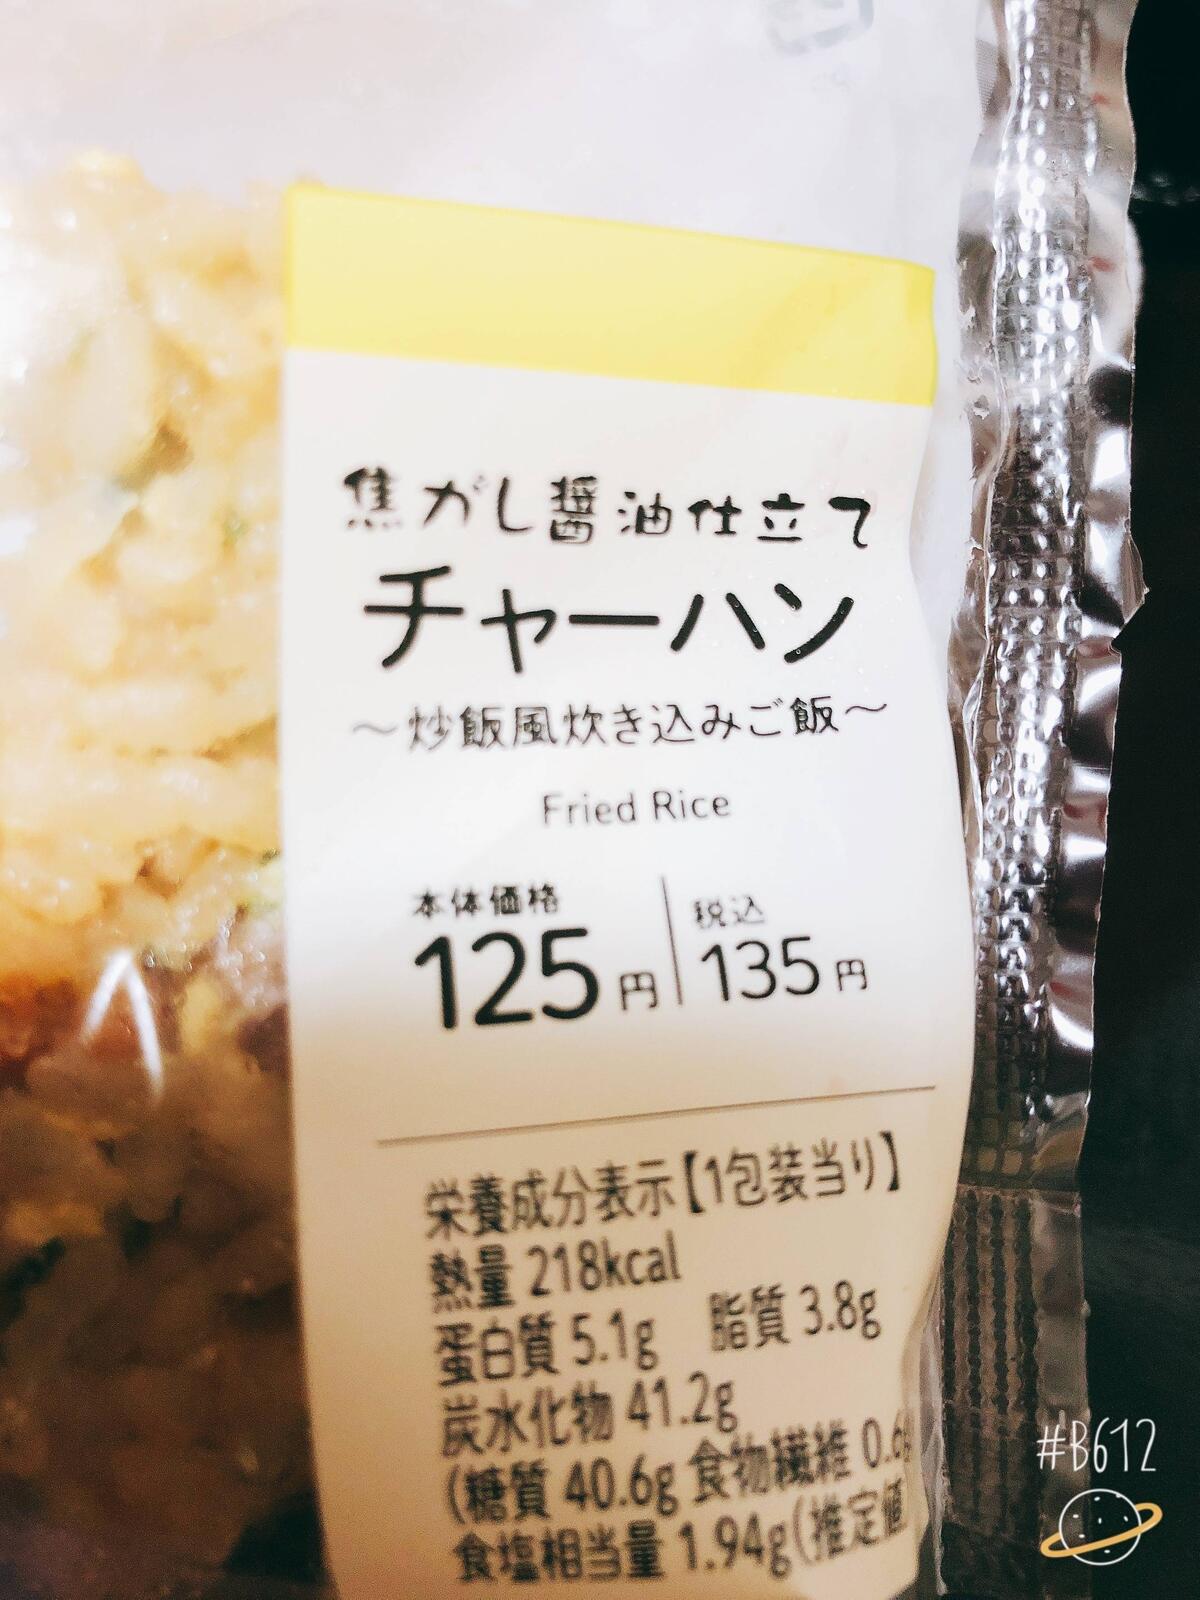 焦がし醤油仕立て
チャーハン
～炒飯風炊き込みご飯～
Fried Rice
本体価格 税込
125円 135円
栄養成分表示【1包装当り】
熱量 218kcal
蛋白質 5.1g 脂質 3.8g
炭水化物 41.2g
(糖質 40.6g 食物繊維 0.6g
食塩相当量 1.94g(推定値
#B612